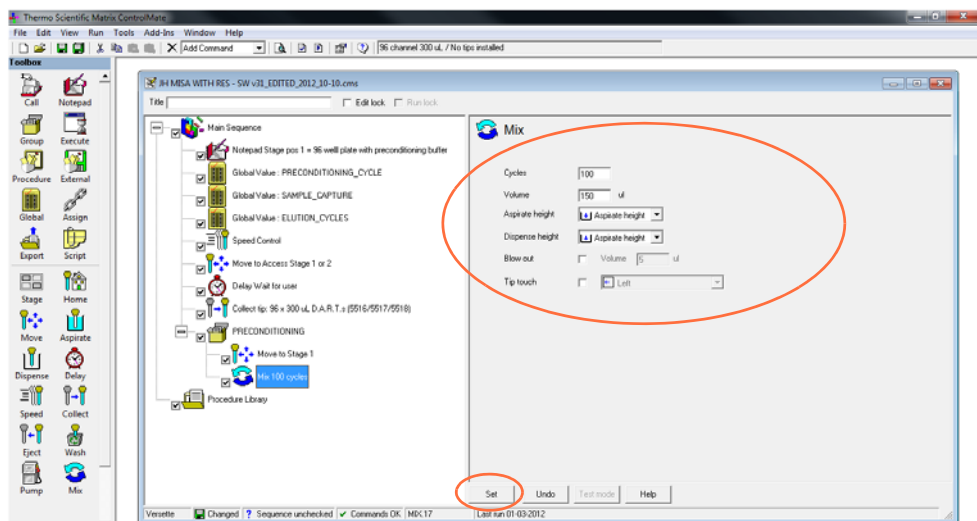 Thermo Scientific Matrix ControlMate
File Edit View Run Tools Add-Ins Window Help
Add Command 96 channel 300 uL / No tips installed
Toolbox
Call Notepad
Group Execute
Procedure External
Global Assign
Export Script
Stage Home
Move Aspirate
Dispense Delay
Speed Collect
Eject Wash
Pump Mix
JH MISA WITH RES - SW v31_EDITED_2012_10-10.cms
Title Edit lock Run lock
Main Sequence
Notepad Stage pos 1 = 96 welll plate with preconditioning buffer
Global Value : PRECONDITIONING_CYCLE
Global Value : SAMPLE_CAPTURE
Global Value : ELUTION_CYCLES
Speed Control
Move to Access Stage 1 or 2
Delay Wait for user
Collect tip: 96 x 300 uL D.A.R.T.s (5516/5517/5518)
PRECONDITIONING
Move to Stage 1
Mix 100 cycles
Procedure Library
Mix
Cycles 100
Volume 150 ul
Aspirate height Aspirate height
Dispense height Aspirate height
Blow out Volume 5 ul
Tip touch Left
Set Undo Test mode Help
Versette Changed ? Sequence unchecked Commands OK MIX:17 Last run 01-03-2012